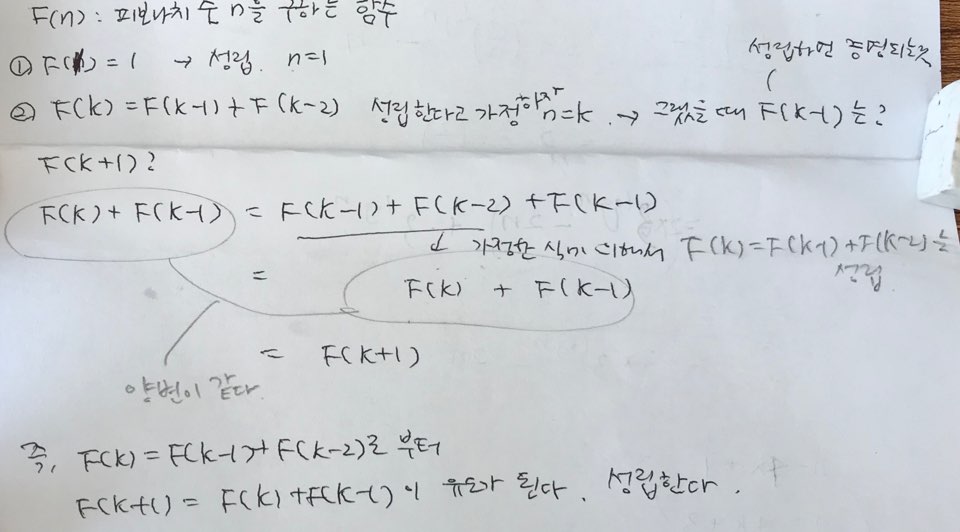 F(n) : 피보나치 수 n을 구하는 함수
① F(1) = 1 → 성립. n=1
성립하면 증명되는것
② F(k) = F(k-1) + F(k-2) 성립한다고 가정하자 n=k. → 그랬을 때 F(k-1)는?
F(k+1)?
F(k) + F(k-1) = F(k-1) + F(k-2) + F(k-1)
↓ 가정한 식에 의해서 F(k) = F(k-1) + F(k-2)는 성립
= F(k) + F(k-1)
= F(k+1)
양변이 같다.
즉, F(k) = F(k-1) + F(k-2)로 부터
F(k+1) = F(k) + F(k-1)이 유도가 된다. 성립한다.